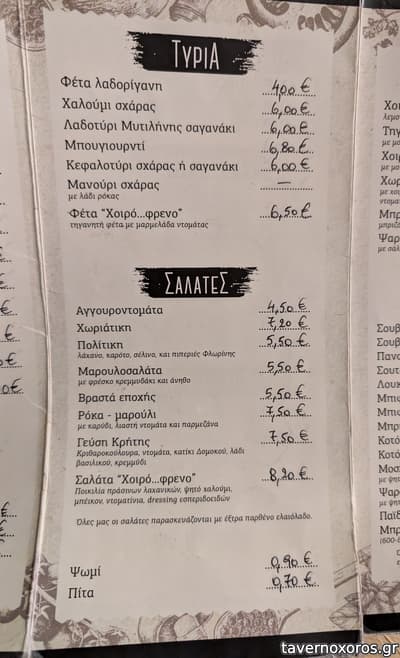 ΤΥΡΙΑ
Φέτα λαδορίγανη 4,00 €
Χαλούμι σχάρας 6,00 €
Λαδοτύρι Μυτιλήνης σαγανάκι 6,00 €
Μπουγιουρντί 6,80 €
Κεφαλοτύρι σχάρας ή σαγανάκι 6,00 €
Μανούρι σχάρας —
με λάδι ρόκας
Φέτα "Χοιρό...φρενο" 6,50 €
τηγανητή φέτα με μαρμελάδα ντομάτας
ΣΑΛΑΤΕΣ
Αγγουροντομάτα 4,50 €
Χωριάτικη 7,20 €
Πολίτικη 5,50 €
λάχανο, καρότο, σέλινο, και πιπεριές Φλωρίνης
Μαρουλοσαλάτα 5,50 €
με φρέσκο κρεμμυδάκι και άνηθο
Βραστά εποχής 5,50 €
Ρόκα - μαρούλι 7,50 €
με καρύδι, λιαστή ντομάτα και παρμεζάνα
Γεύση Κρήτης 7,50 €
Κριθαροκουλούρα, ντομάτα, κατίκι Δομοκού, λάδι
βασιλικού, κρεμμύδι
Σαλάτα "Χοιρό...φρενο" 8,20 €
Ποικιλία πράσινων λαχανικών, ψητό χαλούμι,
μπέικον, ντοματίνια, dressing εσπεριδοειδών
Όλες μας οι σαλάτες παρασκευάζονται με έξτρα παρθένο ελαιόλαδο.
Ψωμί 0,90 €
Πίτα 0,70 €
tavernoxoros.gr